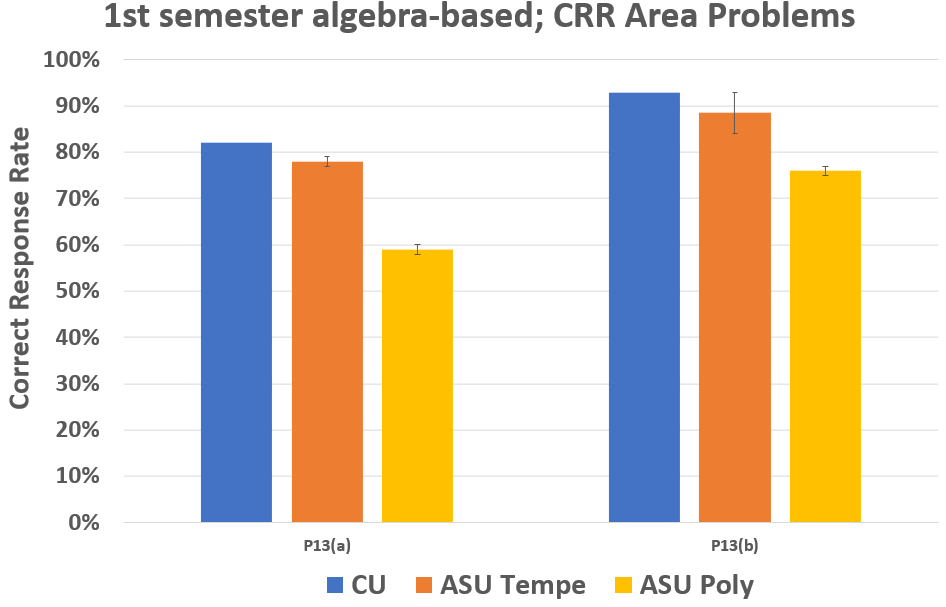 1st semester algebra-based; CRR Area Problems
100%
90%
80%
70%
60%
50%
40%
30%
20%
10%
0%
Correct Response Rate
P13(a)
P13(b)
CU
ASU Tempe
ASU Poly